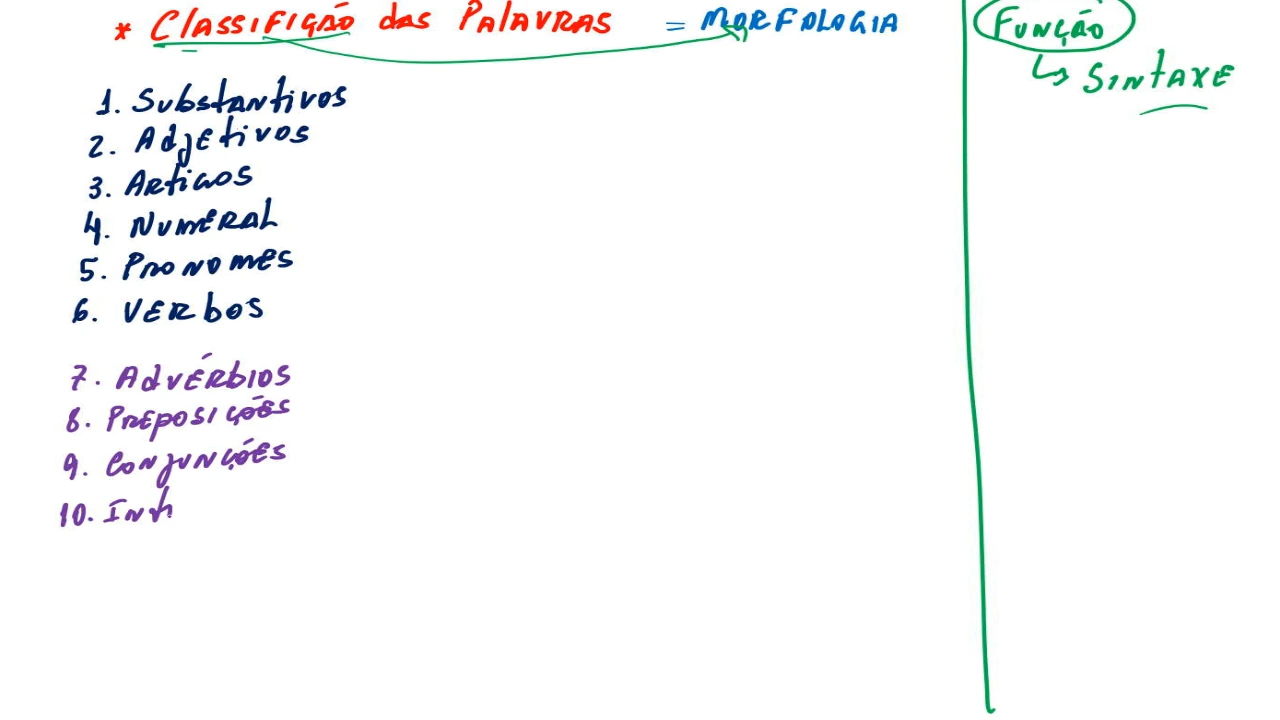 * Classifição das Palavras = Morfologia
1. Substantivos
2. Adjetivos
3. Artigos
4. Numeral
5. Pronomes
6. Verbos
7. Advérbios
8. Preposições
9. Conjunções
10. Int
Função
↳ Sintaxe